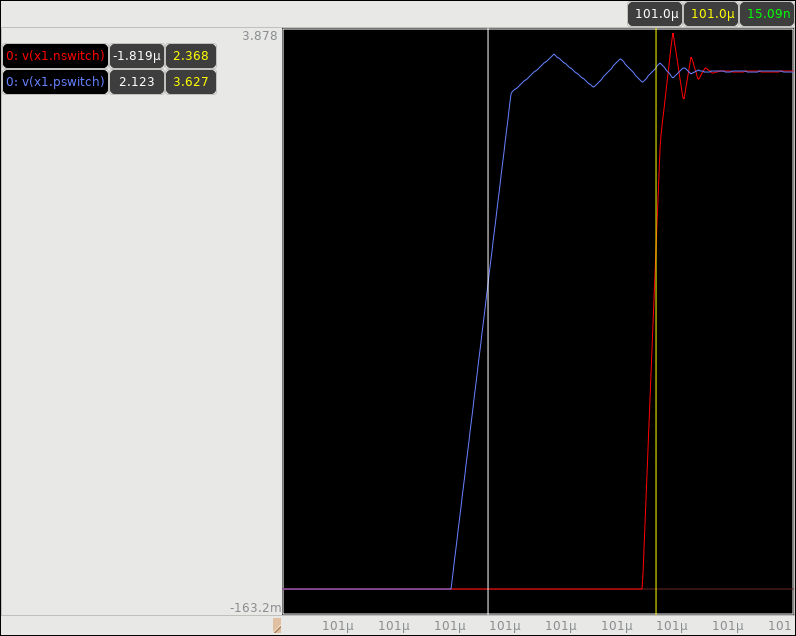 101.0µ 101.0µ 15.09n
3.878
0: v(x1.nswitch) -1.819µ 2.368
0: v(x1.pswitch) 2.123 3.627
-163.2m
101µ 101µ 101µ 101µ 101µ 101µ 101µ 101µ 101